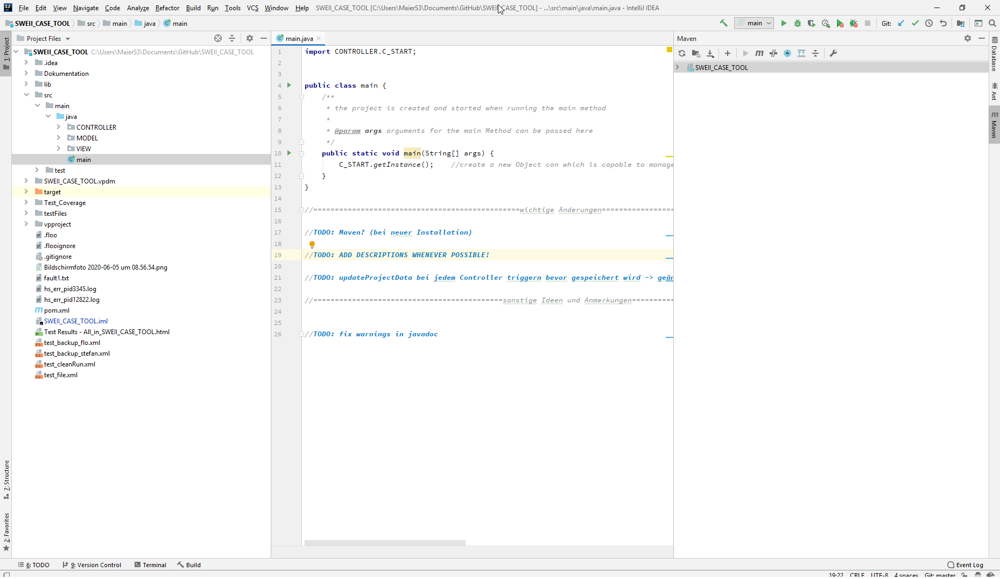 File Edit View Navigate Code Analyze Refactor Build Run Tools VCS Window Help SWEII_CASE_TOOL [C:\Users\MaierS3\Documents\GitHub\SWEII_CASE_TOOL] - ...\src\main\java\main.java - IntelliJ IDEA
SWEII_CASE_TOOL src main java main
main Git:
1: Project
Project Files
SWEII_CASE_TOOL C:\Users\MaierS3\Documents\GitHub\SWEII_CASE_TOOL
.idea
Dokumentation
lib
src
main
java
CONTROLLER
MODEL
VIEW
main
test
SWEII_CASE_TOOL.vpdm
target
Test_Coverage
testFiles
vpproject
.floo
.flooignore
.gitignore
Bildschirmfoto 2020-06-05 um 08.56.54.png
fault1.txt
hs_err_pid3345.log
hs_err_pid12822.log
pom.xml
SWEII_CASE_TOOL.iml
Test Results - All_in_SWEII_CASE_TOOL.html
test_backup_flo.xml
test_backup_stefan.xml
test_cleanRun.xml
test_file.xml
7: Structure
2: Favorites
main.java
1 import CONTROLLER.C_START;
2
3
4 public class main {
5 /**
6 * the project is created and started when running the main method
7 *
8 * @param args arguments for the main Method can be passed here
9 */
10 public static void main(String[] args) {
11 C_START.getInstance(); //create a new Object con which is capable to manage
12 }
13 }
14
15 //================================================wichtige Änderungen=================
16
17 //TODO: Maven? (bei neuer Installation)
18
19 //TODO: ADD DESCRIPTIONS WHENEVER POSSIBLE!
20
21 //TODO: updateProjectData bei jedem Controller triggern bevor gespeichert wird -> geän
22
23 //============================================sonstige Ideen und Anmerkungen==========
24
25
26 //TODO: fix warnings in javadoc
Maven
SWEII_CASE_TOOL
Database
Ant
Maven
6: TODO 9: Version Control Terminal Build Event Log
19:22 CRLF UTF-8 4 spaces Git: master